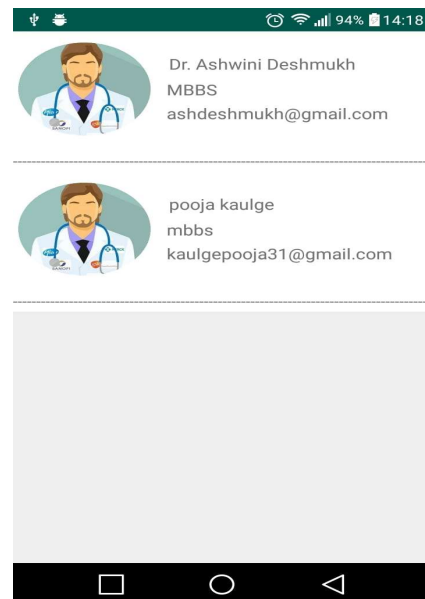 94% 14:18
Dr. Ashwini Deshmukh
MBBS
ashdeshmukh@gmail.com
pooja kaulge
mbbs
kaulgepooja31@gmail.com